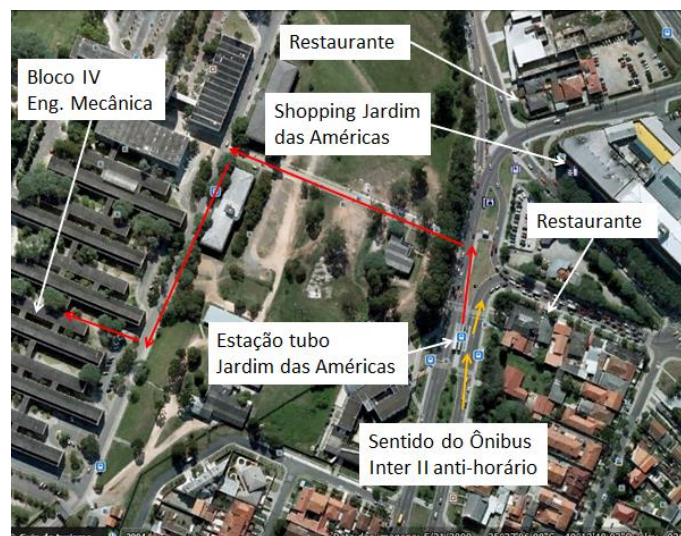 Restaurante
Bloco IV
Eng. Mecânica
Shopping Jardim
das Américas
Restaurante
Estação tubo
Jardim das Américas
Sentido do Ônibus
Inter II anti-horário